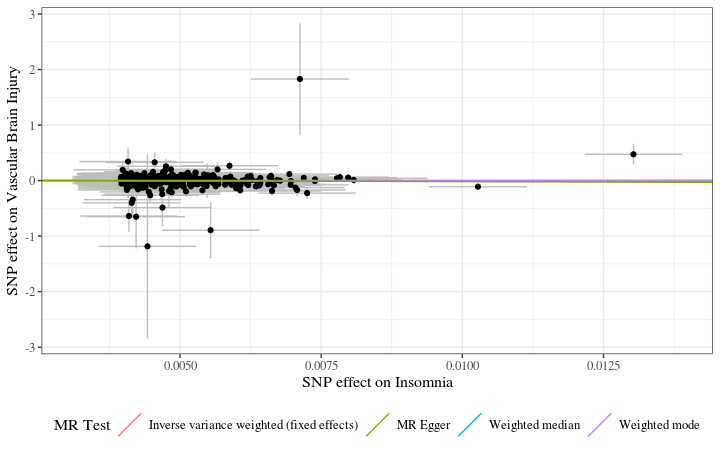 3
2
1
0
-1
-2
-3
SNP effect on Vascular Brain Injury
0.0050 0.0075 0.0100 0.0125
SNP effect on Insomnia
MR Test Inverse variance weighted (fixed effects) MR Egger Weighted median Weighted mode